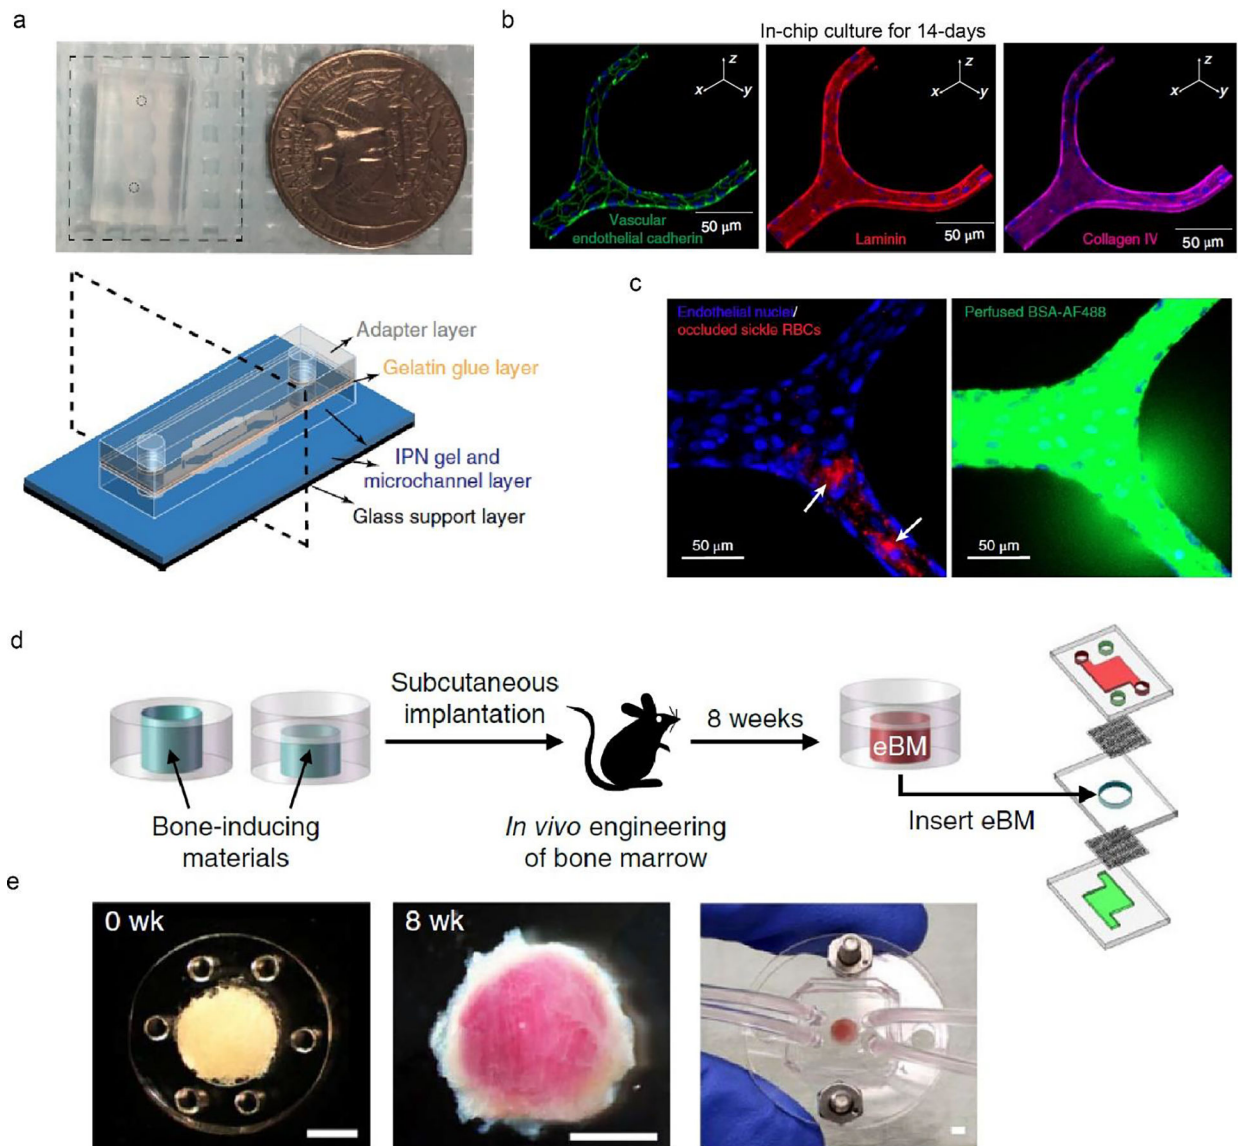 a
b
In-chip culture for 14-days
z
x
y
Vascular
endothelial cadherin
50 μm
z
x
y
Laminin
50 μm
z
x
y
Collagen IV
50 μm
Adapter layer
Gelatin glue layer
IPN gel and
microchannel layer
Glass support layer
c
Endothelial nuclei/
occluded sickle RBCs
50 μm
Perfused BSA-AF488
50 μm
d
Subcutaneous
implantation
8 weeks
eBM
Bone-inducing
materials
In vivo engineering
of bone marrow
Insert eBM
e
0 wk
8 wk